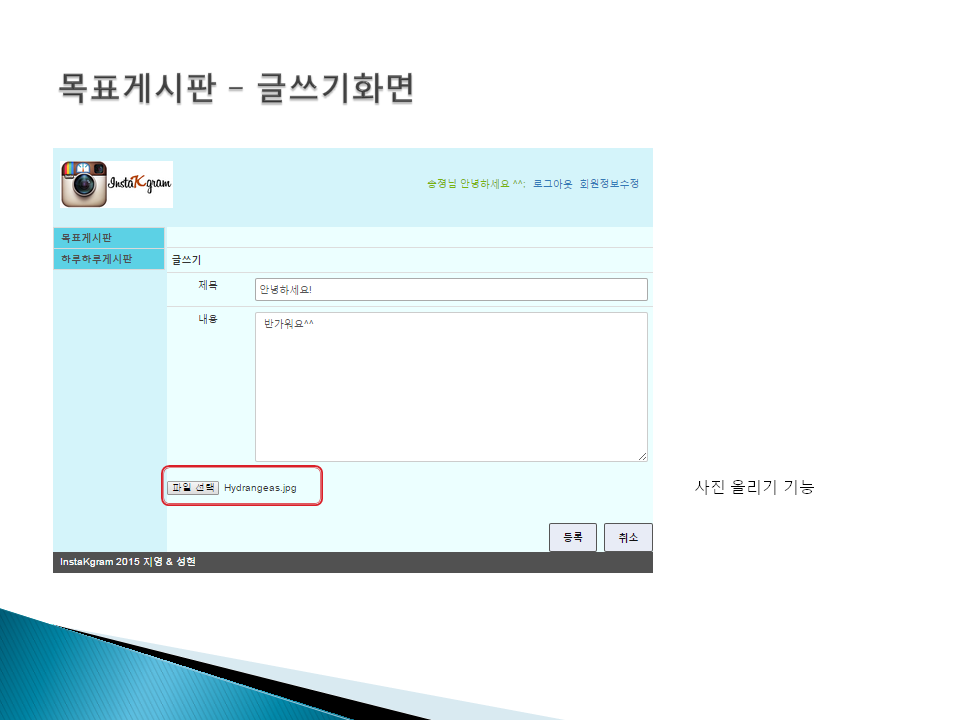 목표게시판 - 글쓰기화면
InstaKgram
승정님 안녕하세요 ^^: 로그아웃 회원정보수정
목표게시판
하루하루게시판
글쓰기
제목
안녕하세요!
내용
반가워요^^
파일 선택 Hydrangeas.jpg
사진 올리기 기능
등록 취소
InstaKgram 2015 지영 & 성현